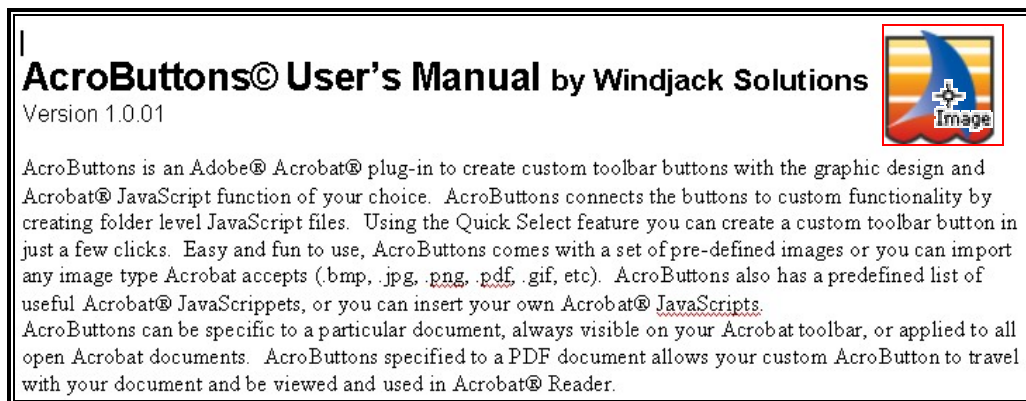 AcroButtons© User's Manual by Windjack Solutions
Version 1.0.01
Image
AcroButtons is an Adobe® Acrobat® plug-in to create custom toolbar buttons with the graphic design and
Acrobat® JavaScript function of your choice.  AcroButtons connects the buttons to custom functionality by
creating folder level JavaScript files.  Using the Quick Select feature you can create a custom toolbar button in
just a few clicks.  Easy and fun to use, AcroButtons comes with a set of pre-defined images or you can import
any image type Acrobat accepts (.bmp, .jpg, .png, .pdf, .gif, etc).  AcroButtons also has a predefined list of
useful Acrobat® JavaScrippets, or you can insert your own Acrobat® JavaScripts.
AcroButtons can be specific to a particular document, always visible on your Acrobat toolbar, or applied to all
open Acrobat documents.  AcroButtons specified to a PDF document allows your custom AcroButton to travel
with your document and be viewed and used in Acrobat® Reader.